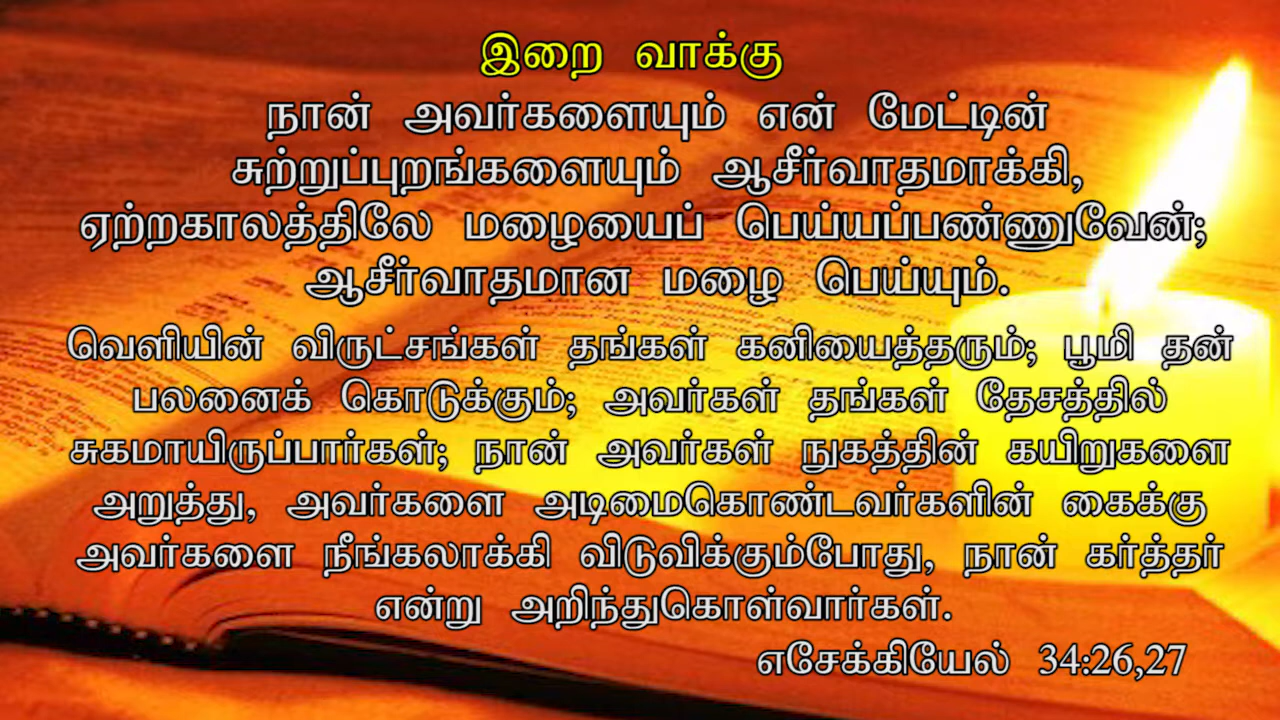 இறை வாக்கு
நான் அவர்களையும் என் மேட்டின்
சுற்றுப்புறங்களையும் ஆசீர்வாதமாக்கி,
ஏற்றகாலத்திலே மழையைப் பெய்யப்பண்ணுவேன்;
ஆசீர்வாதமான மழை பெய்யும்.
வெளியின் விருட்சங்கள் தங்கள் கனியைத்தரும்; பூமி தன்
பலனைக் கொடுக்கும்; அவர்கள் தங்கள் தேசத்தில்
சுகமாயிருப்பார்கள்; நான் அவர்கள் நுகத்தின் கயிறுகளை
அறுத்து, அவர்களை அடிமைகொண்டவர்களின் கைக்கு
அவர்களை நீங்கலாக்கி விடுவிக்கும்போது, நான் கர்த்தர்
என்று அறிந்துகொள்வார்கள்.
எசேக்கியேல் 34:26,27